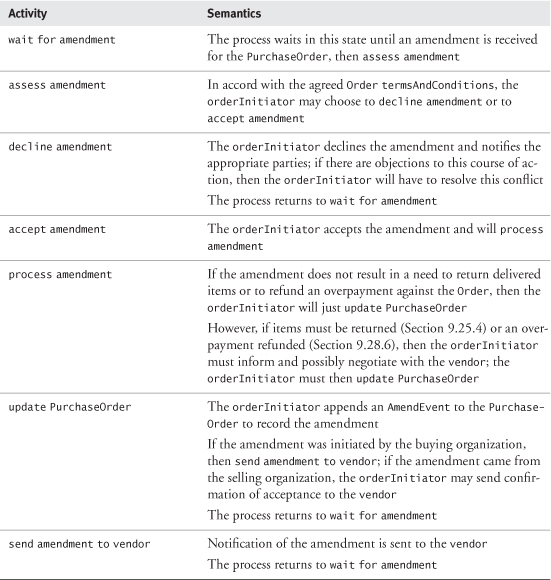 Activity Semantics
wait for amendment The process waits in this state until an amendment is received
for the PurchaseOrder, then assess amendment
assess amendment In accord with the agreed Order termsAndConditions, the
orderInitiator may choose to decline amendment or to
accept amendment
decline amendment The orderInitiator declines the amendment and notifies the
appropriate parties; if there are objections to this course of ac-
tion, then the orderInitiator will have to resolve this conflict
The process returns to wait for amendment
accept amendment The orderInitiator accepts the amendment and will process
amendment
process amendment If the amendment does not result in a need to return delivered
items or to refund an overpayment against the Order, then the
orderInitiator will just update PurchaseOrder
However, if items must be returned (Section 9.25.4) or an over-
payment refunded (Section 9.28.6), then the orderInitiator
must inform and possibly negotiate with the vendor; the
orderInitiator must then update PurchaseOrder
update PurchaseOrder The orderInitiator appends an AmendEvent to the Purchase-
Order to record the amendment
If the amendment was initiated by the buying organization,
then send amendment to vendor; if the amendment came from
the selling organization, the orderInitiator may send confir-
mation of acceptance to the vendor
The process returns to wait for amendment
send amendment to vendor Notification of the amendment is sent to the vendor
The process returns to wait for amendment